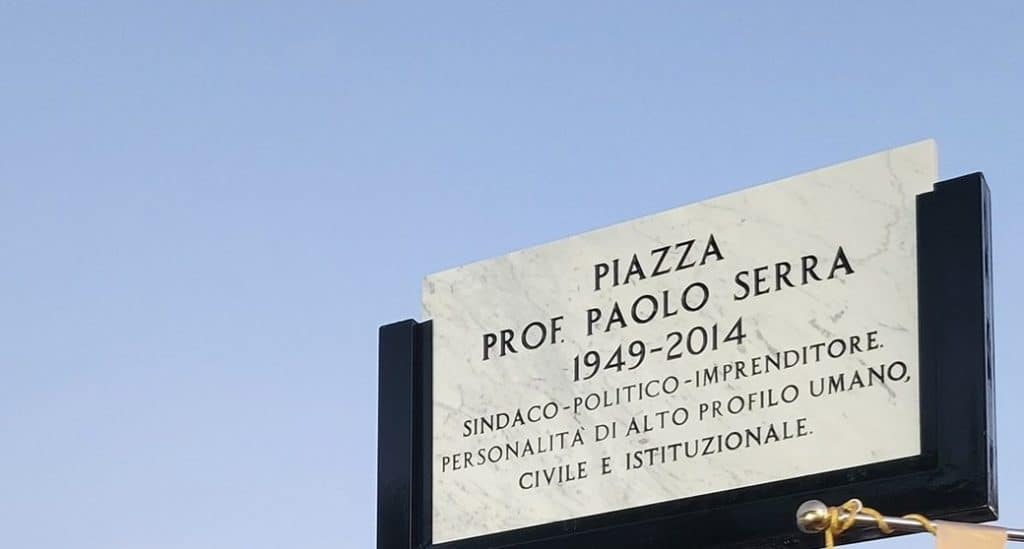 PIAZZA
PROF. PAOLO SERRA
1949-2014
SINDACO-POLITICO-IMPRENDITORE.
PERSONALITÀ DI ALTO PROFILO UMANO,
CIVILE E ISTITUZIONALE.